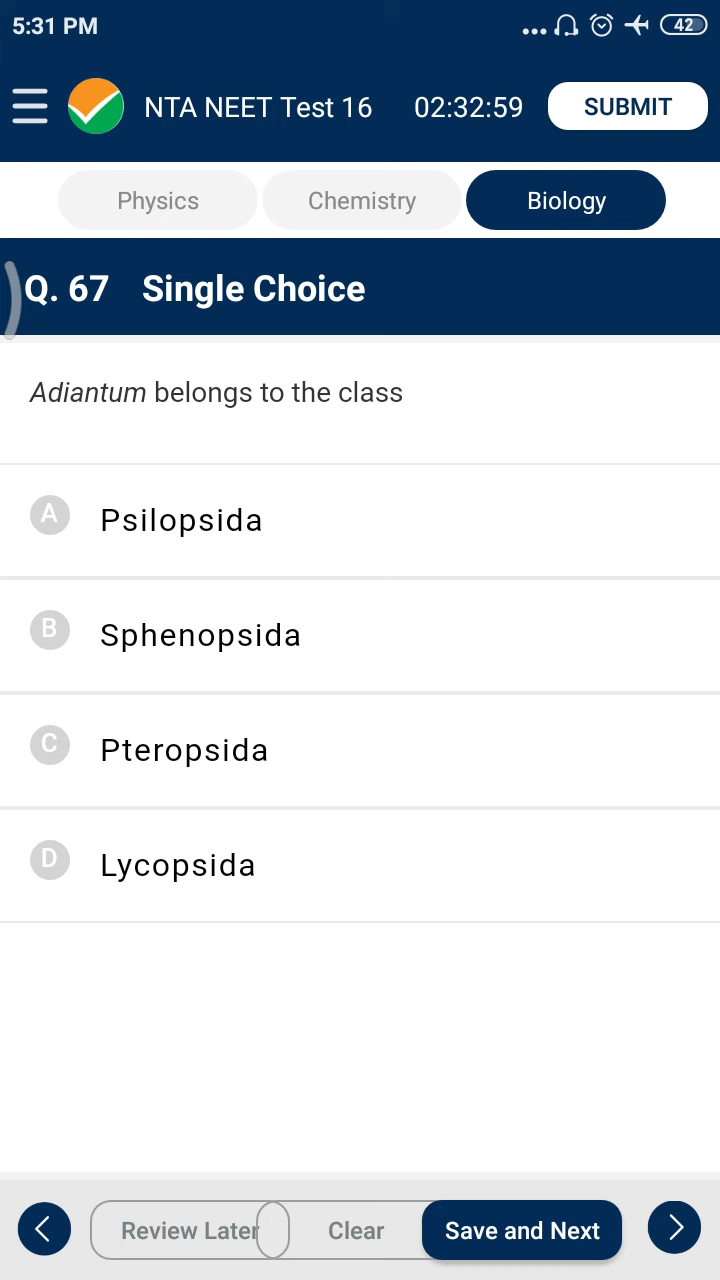 5:31 PM
42
NTA NEET Test 16 02:32:59 SUBMIT
Physics Chemistry Biology
Q. 67 Single Choice
Adiantum belongs to the class
A Psilopsida
B Sphenopsida
C Pteropsida
D Lycopsida
Review Later Clear Save and Next